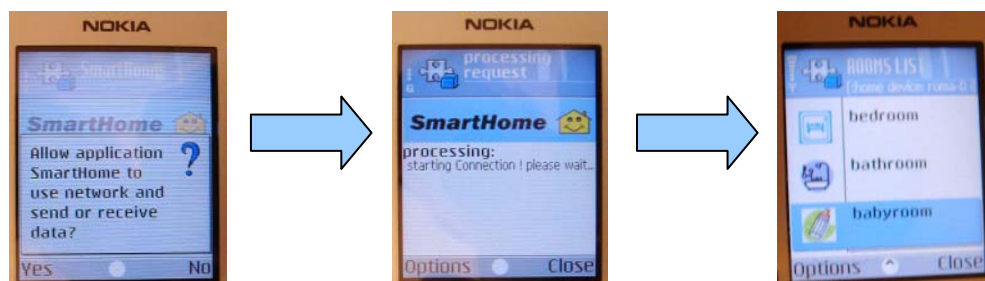 NOKIA
SmartHome
SmartHome
Allow application
SmartHome to
use network and
send or receive
data?
Yes No
NOKIA
processing
request
G
SmartHome
processing:
starting Connection ! please wait...
Options Close
NOKIA
ROOMS LIST
bedroom
bathroom
babyroom
Options Close